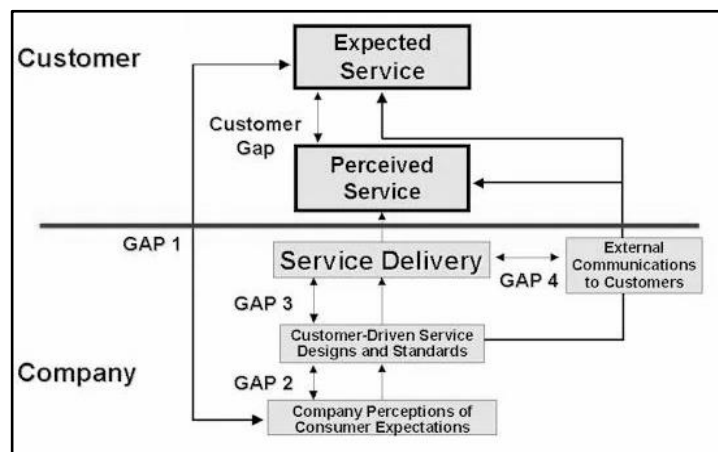 Customer
Expected
Service
Customer
Gap
Perceived
Service
GAP 1
Service Delivery
GAP 4
External
Communications
to Customers
GAP 3
Customer-Driven Service
Designs and Standards
Company
GAP 2
Company Perceptions of
Consumer Expectations